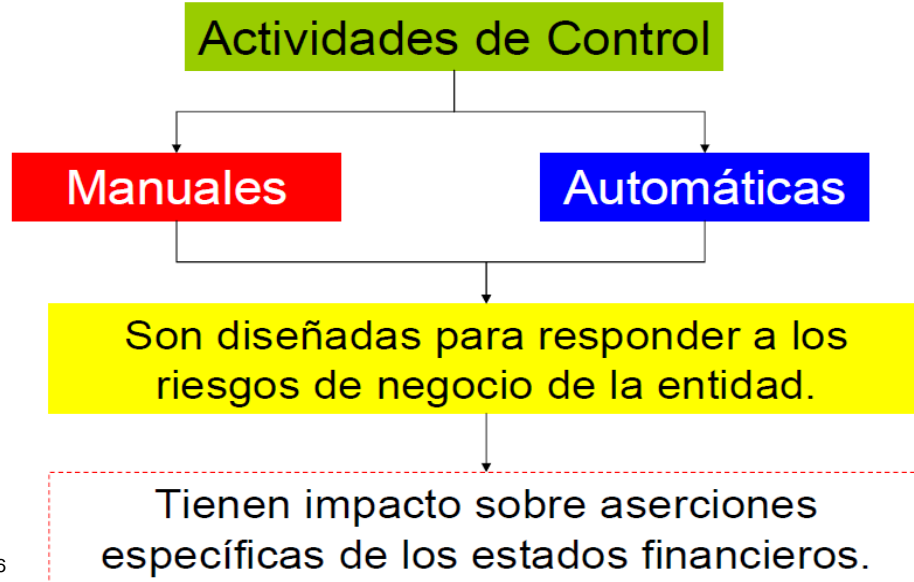 Actividades de Control
Manuales
Automáticas
Son diseñadas para responder a los
riesgos de negocio de la entidad.
Tienen impacto sobre aserciones
específicas de los estados financieros.
6